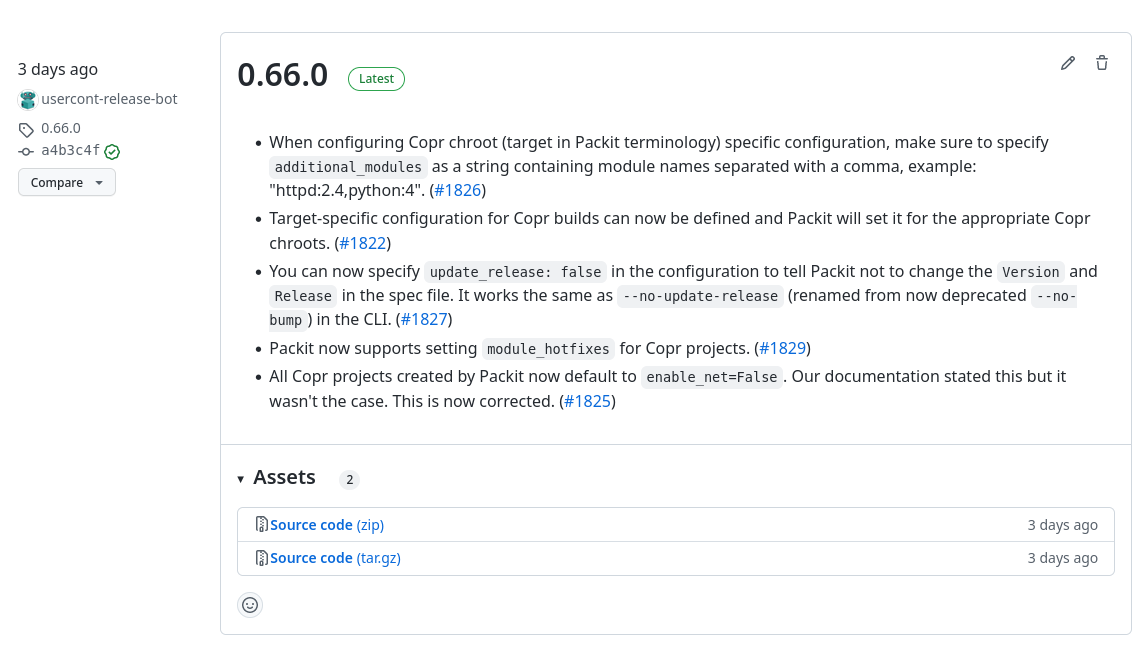 3 days ago
usercont-release-bot
0.66.0
a4b3c4f
Compare
0.66.0 Latest
When configuring Copr chroot (target in Packit terminology) specific configuration, make sure to specify
additional_modules as a string containing module names separated with a comma, example:
"httpd:2.4,python:4". (#1826)
Target-specific configuration for Copr builds can now be defined and Packit will set it for the appropriate Copr
chroots. (#1822)
You can now specify update_release: false in the configuration to tell Packit not to change the Version and
Release in the spec file. It works the same as --no-update-release (renamed from now deprecated --no-
bump) in the CLI. (#1827)
Packit now supports setting module_hotfixes for Copr projects. (#1829)
All Copr projects created by Packit now default to enable_net=False. Our documentation stated this but it
wasn't the case. This is now corrected. (#1825)
Assets 2
Source code (zip) 3 days ago
Source code (tar.gz) 3 days ago